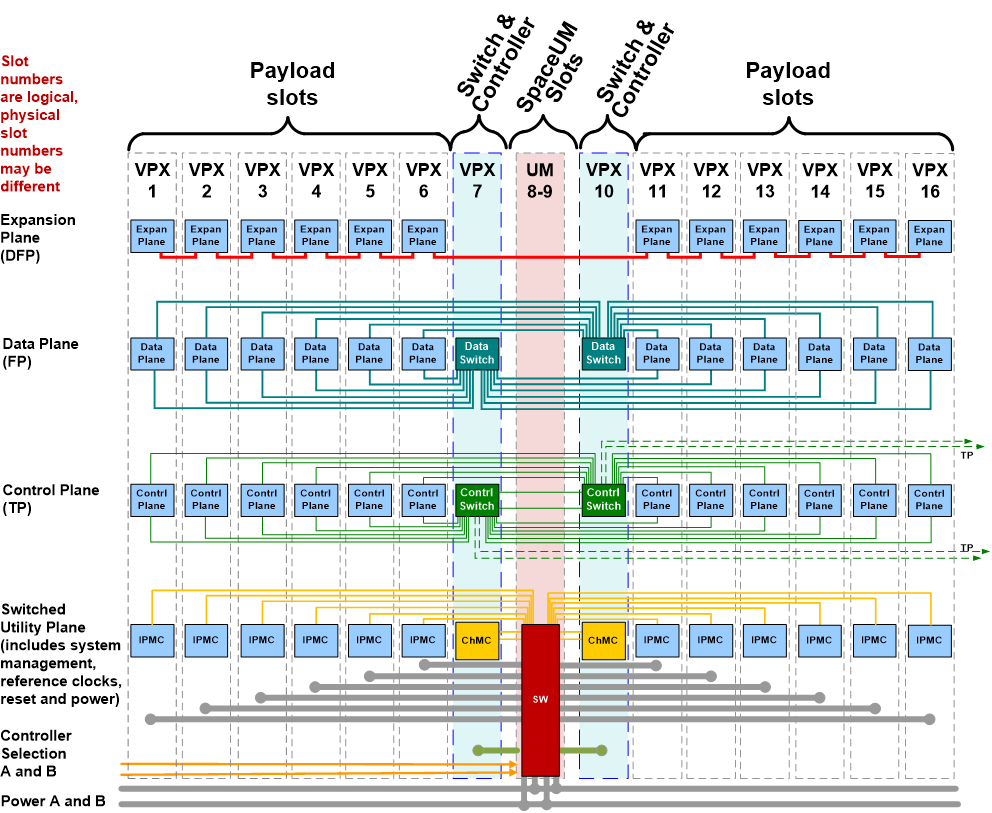 Switch &
Controller
SpaceUM
Slots
Switch &
Controller
Slot
numbers
are logical,
physical
slot
numbers
may be
different
Payload
slots
Payload
slots
VPX
1
VPX
2
VPX
3
VPX
4
VPX
5
VPX
6
VPX
7
UM
8-9
VPX
10
VPX
11
VPX
12
VPX
13
VPX
14
VPX
15
VPX
16
Expansion
Plane
(DFP)
Expan
Plane
Expan
Plane
Expan
Plane
Expan
Plane
Expan
Plane
Expan
Plane
Expan
Plane
Expan
Plane
Expan
Plane
Expan
Plane
Expan
Plane
Expan
Plane
Data Plane
(FP)
Data
Plane
Data
Plane
Data
Plane
Data
Plane
Data
Plane
Data
Plane
Data
Switch
Data
Switch
Data
Plane
Data
Plane
Data
Plane
Data
Plane
Data
Plane
Data
Plane
TP
Control Plane
(TP)
Contrl
Plane
Contrl
Plane
Contrl
Plane
Contrl
Plane
Contrl
Plane
Contrl
Plane
Contrl
Switch
Contrl
Switch
Contrl
Plane
Contrl
Plane
Contrl
Plane
Contrl
Plane
Contrl
Plane
Contrl
Plane
TP
Switched
Utility Plane
(includes system
management,
reference clocks,
reset and power)
IPMC
IPMC
IPMC
IPMC
IPMC
IPMC
ChMC
SW
ChMC
IPMC
IPMC
IPMC
IPMC
IPMC
IPMC
Controller
Selection
A and B
Power A and B